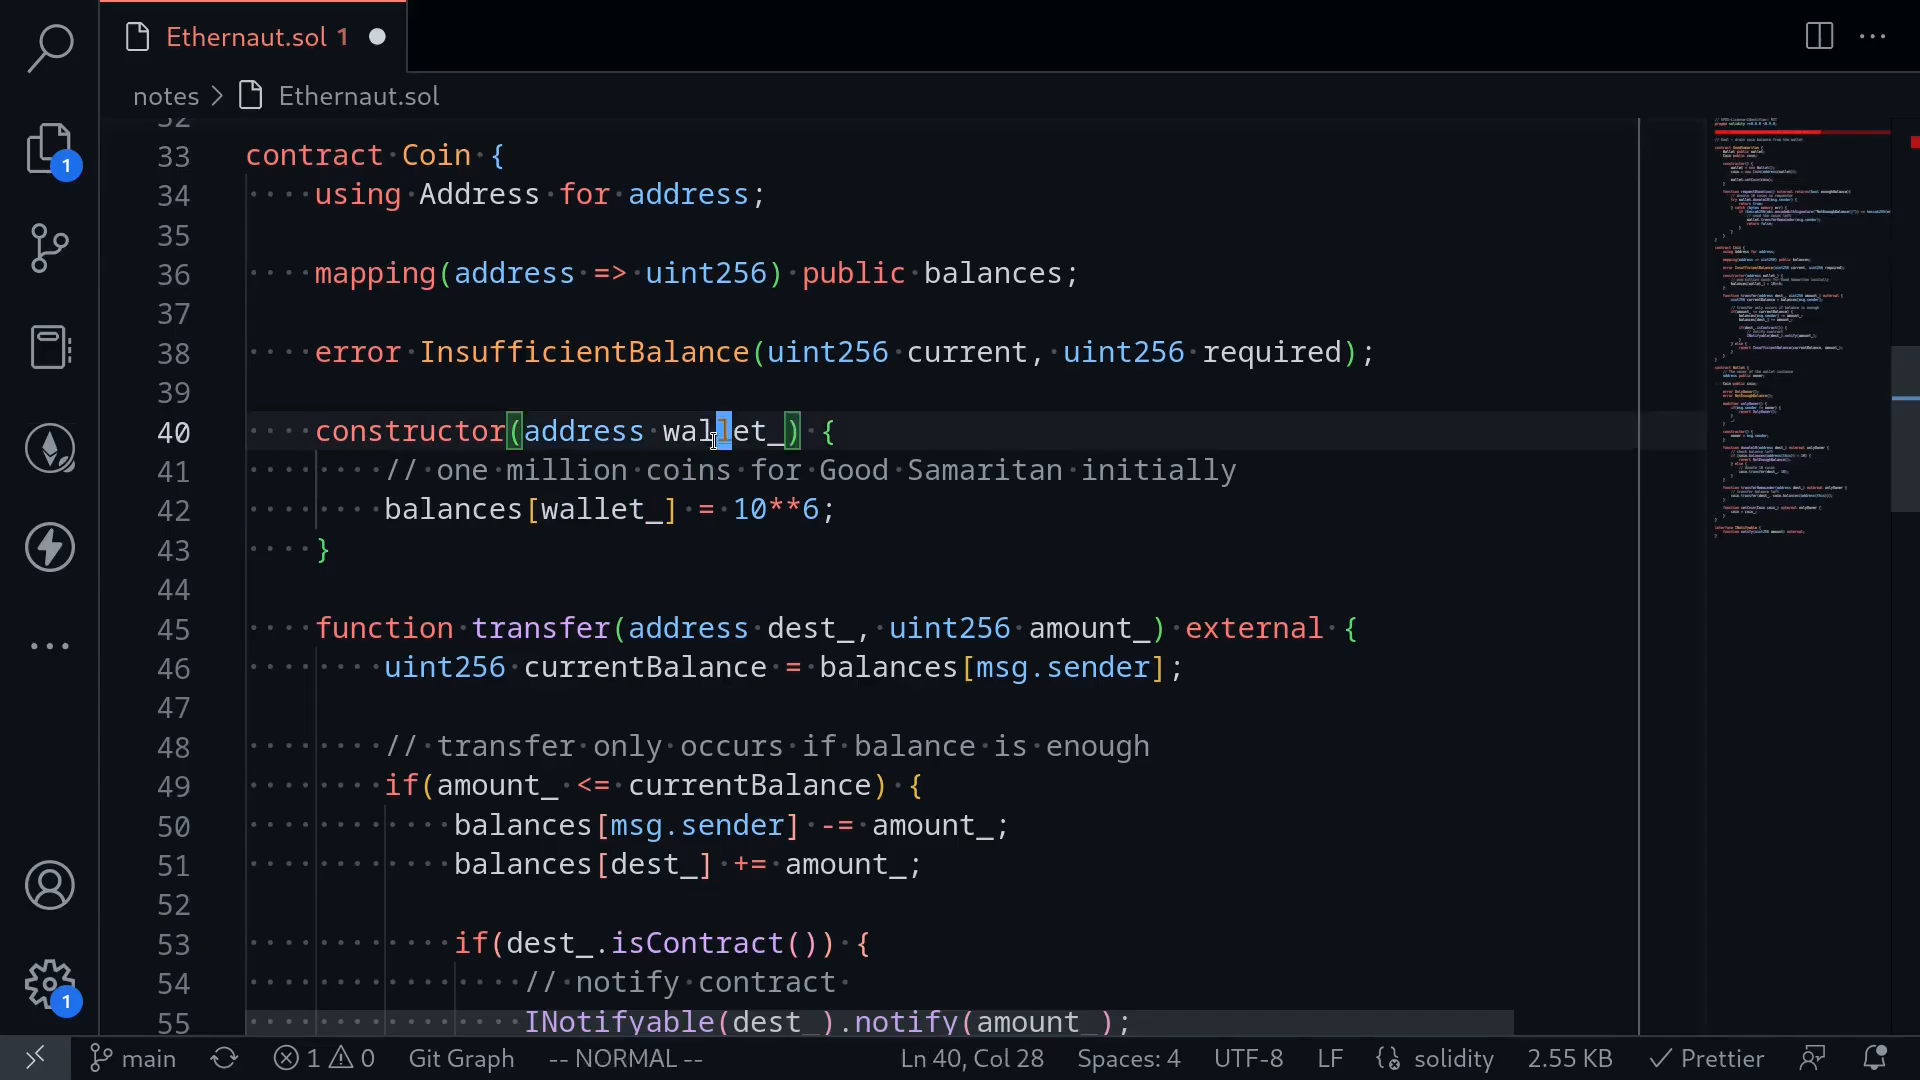 Ethernaut.sol 1
notes > Ethernaut.sol
32
33 contract Coin {
34 using Address for address;
35
36 mapping(address => uint256) public balances;
37
38 error InsufficientBalance(uint256 current, uint256 required);
39
40 constructor(address wallet_) {
41 // one million coins for Good Samaritan initially
42 balances[wallet_] = 10**6;
43 }
44
45 function transfer(address dest_, uint256 amount_) external {
46 uint256 currentBalance = balances[msg.sender];
47
48 // transfer only occurs if balance is enough
49 if(amount_ <= currentBalance) {
50 balances[msg.sender] -= amount_;
51 balances[dest_] += amount_;
52
53 if(dest_.isContract()) {
54 // notify contract
55 INotifyable(dest_).notify(amount_);
1
1
main 1 0 Git Graph -- NORMAL -- Ln 40, Col 28 Spaces: 4 UTF-8 LF solidity 2.55 KB Prettier